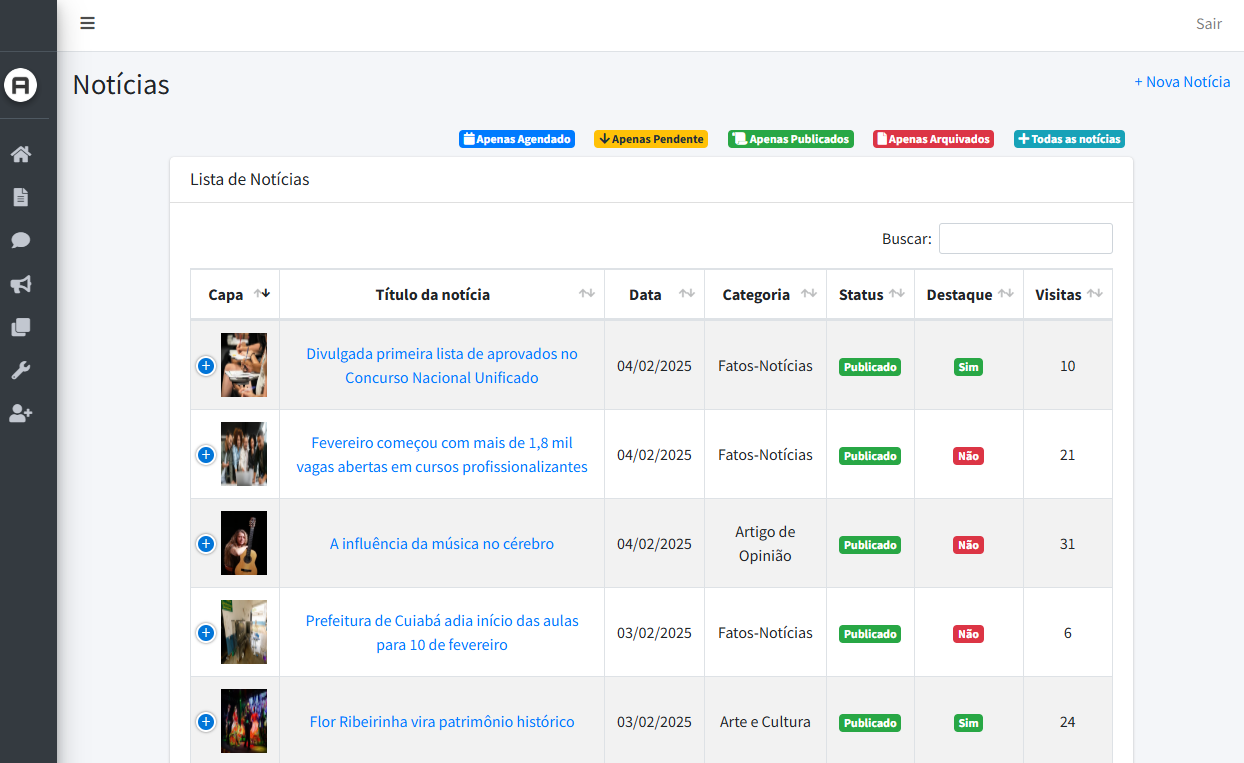 Sair
A
Notícias
+ Nova Notícia
Apenas Agendado
Apenas Pendente
Apenas Publicados
Apenas Arquivados
Todas as notícias
Lista de Notícias
Buscar:
Capa
Título da notícia
Data
Categoria
Status
Destaque
Visitas
Divulgada primeira lista de aprovados no
Concurso Nacional Unificado
04/02/2025
Fatos-Notícias
Publicado
Sim
10
Fevereiro começou com mais de 1,8 mil
vagas abertas em cursos profissionalizantes
04/02/2025
Fatos-Notícias
Publicado
Não
21
A influência da música no cérebro
04/02/2025
Artigo de
Opinião
Publicado
Não
31
Prefeitura de Cuiabá adia início das aulas
para 10 de fevereiro
03/02/2025
Fatos-Notícias
Publicado
Não
6
Flor Ribeirinha vira patrimônio histórico
03/02/2025
Arte e Cultura
Publicado
Sim
24